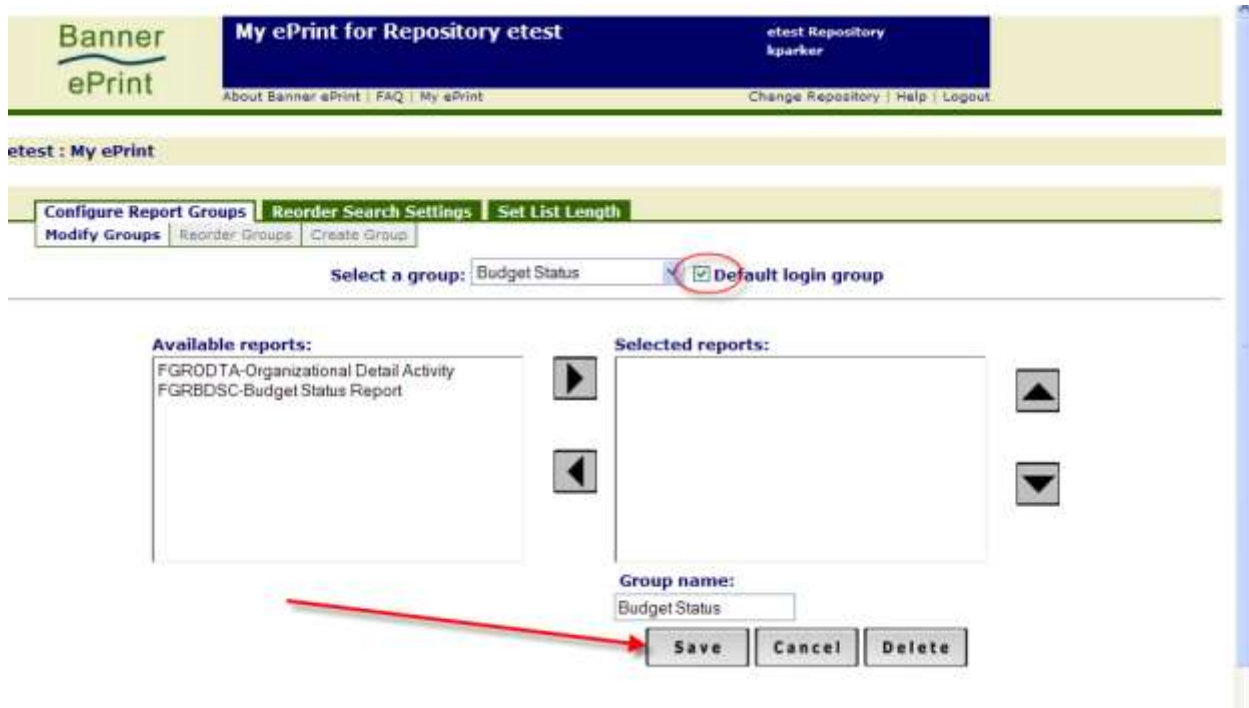 Banner
ePrint
My ePrint for Repository etest
etest Repository
kparker
About Banner ePrint | FAQ | My ePrint
Change Repository | Help | Logout
etest : My ePrint
Configure Report Groups Reorder Search Settings Set List Length
Modify Groups Reorder Groups Create Group
Select a group: Budget Status Default login group
Available reports:
FGRODTA-Organizational Detail Activity
FGRBDSC-Budget Status Report
Selected reports:
Group name:
Budget Status
Save Cancel Delete